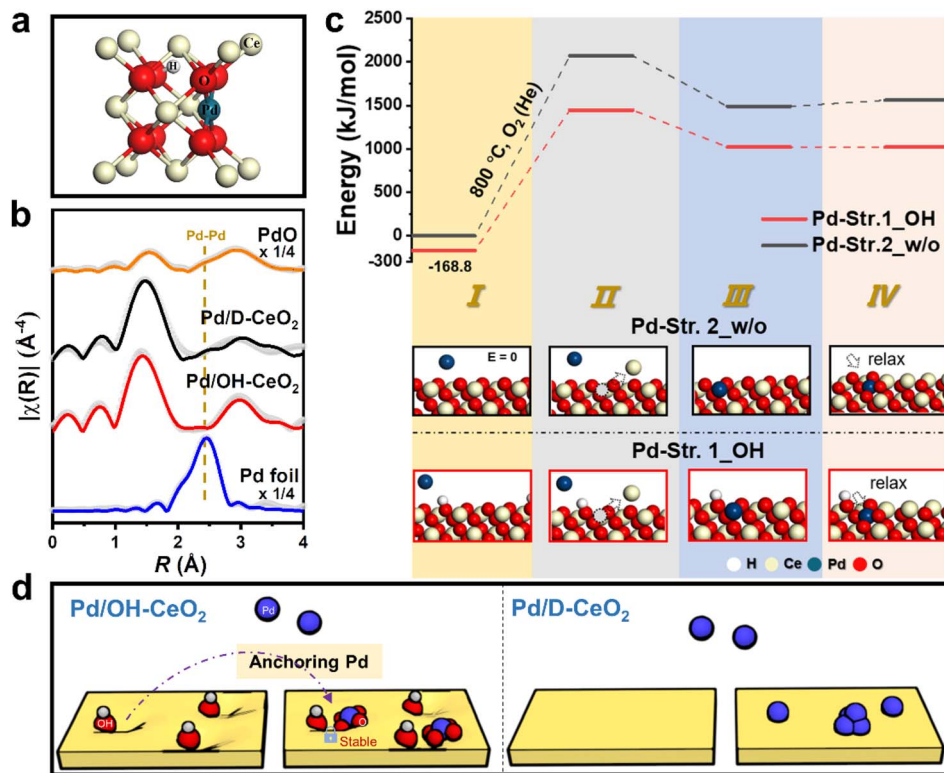 a
Ce
H
O
Pd
b
Pd-Pd
PdO
x 1/4
Pd/D-CeO₂
Pd/OH-CeO₂
Pd foil
x 1/4
|χ(R)| (Å⁻⁴)
0 1 2 3 4
R (Å)
c
2500
2000
1500
1000
500
0
-300
Energy (kJ/mol)
800 °C, O₂ (He)
-168.8
Pd-Str.1_OH
Pd-Str.2_w/o
I II III IV
Pd-Str. 2_w/o
E = 0
relax
Pd-Str. 1_OH
relax
H Ce Pd O
d
Pd/OH-CeO₂
Pd
Anchoring Pd
OH
O
Stable
Pd/D-CeO₂